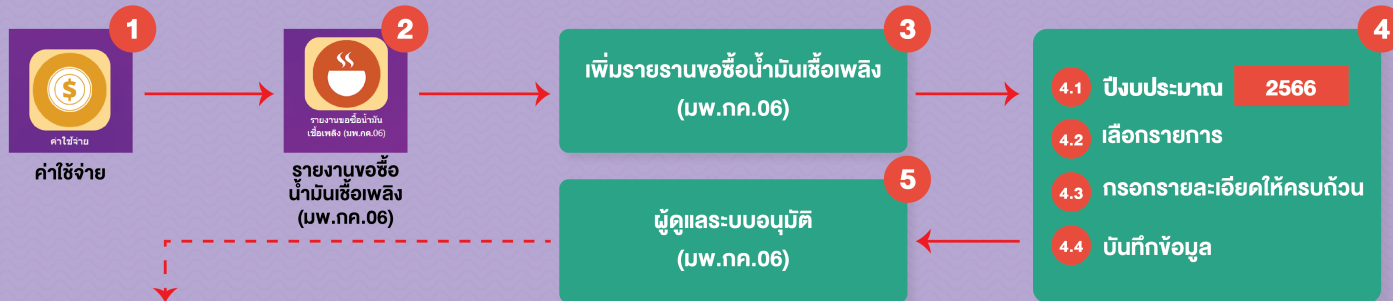 1
$
ค่าใช้จ่าย
ค่าใช้จ่าย
2
รายงานขอซื้อน้ำมัน
เชื้อเพลิง (มพ.กค.06)
รายงานขอซื้อ
น้ำมันเชื้อเพลิง
(มพ.กค.06)
3
เพิ่มรายรานขอซื้อน้ำมันเชื้อเพลิง
(มพ.กค.06)
4
4.1 ปีงบประมาณ 2566
4.2 เลือกรายการ
4.3 กรอกรายละเอียดให้ครบถ้วน
4.4 บันทึกข้อมูล
5
ผู้ดูแลระบบอนุมัติ
(มพ.กค.06)